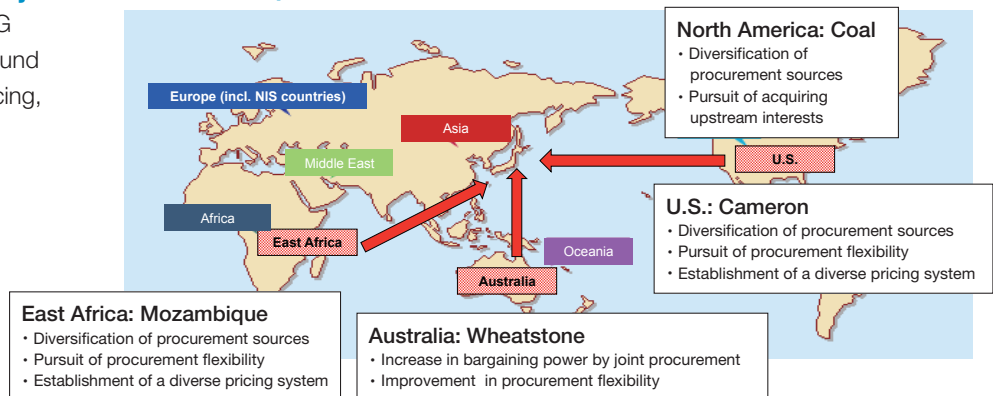 G
und
cing,
North America: Coal
・Diversification of
procurement sources
・Pursuit of acquiring
upstream interests
Europe (incl. NIS countries)
Asia
Middle East
U.S.
Africa
East Africa
Oceania
Australia
U.S.: Cameron
・Diversification of procurement sources
・Pursuit of procurement flexibility
・Establishment of a diverse pricing system
East Africa: Mozambique
・Diversification of procurement sources
・Pursuit of procurement flexibility
・Establishment of a diverse pricing system
Australia: Wheatstone
・Increase in bargaining power by joint procurement
・Improvement in procurement flexibility